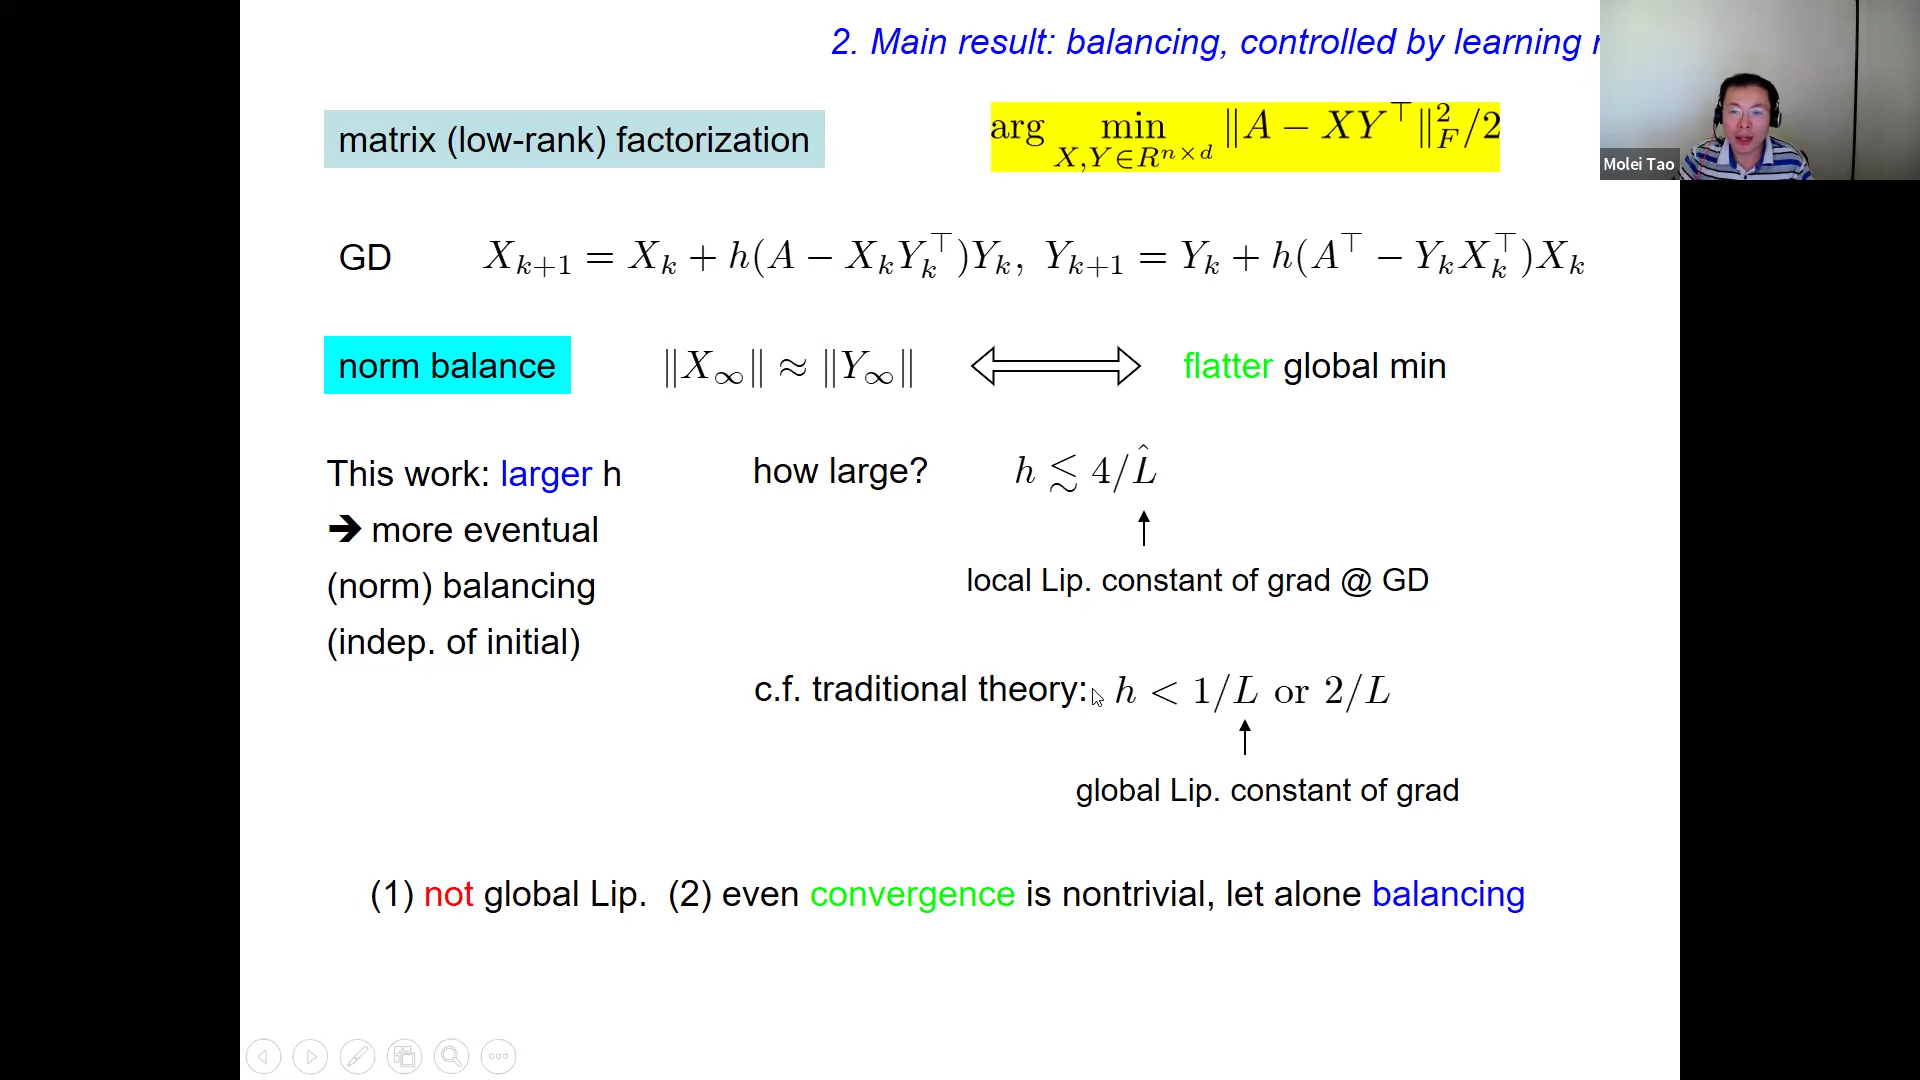 2. Main result: balancing, controlled by learning
Molei Tao
matrix (low-rank) factorization
arg min_{X,Y∈R^{n×d}} ‖A − XY^⊤‖_F^2/2
GD X_{k+1} = X_k + h(A − X_k Y_k^⊤)Y_k, Y_{k+1} = Y_k + h(A^⊤ − Y_k X_k^⊤)X_k
norm balance ‖X_∞‖ ≈ ‖Y_∞‖ ⟺ flatter global min
This work: larger h
➔ more eventual
(norm) balancing
(indep. of initial)
how large? h ≲ 4/L̂
local Lip. constant of grad @ GD
c.f. traditional theory: h < 1/L or 2/L
global Lip. constant of grad
(1) not global Lip. (2) even convergence is nontrivial, let alone balancing